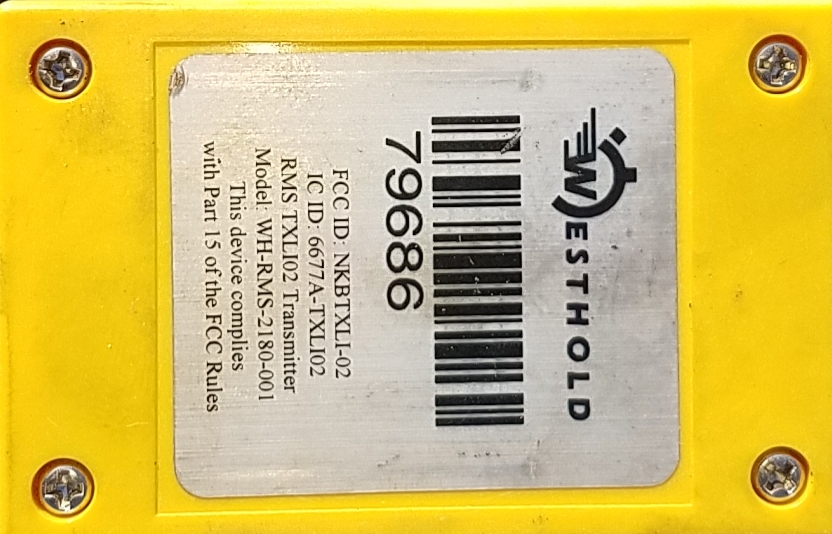 WESTHOLD
79686
FCC ID: NKBTXLI-02
IC ID: 6677A-TXLI02
RMS TXLI02 Transmitter
Model: WH-RMS-2180-001
This device complies
with Part 15 of the FCC Rules